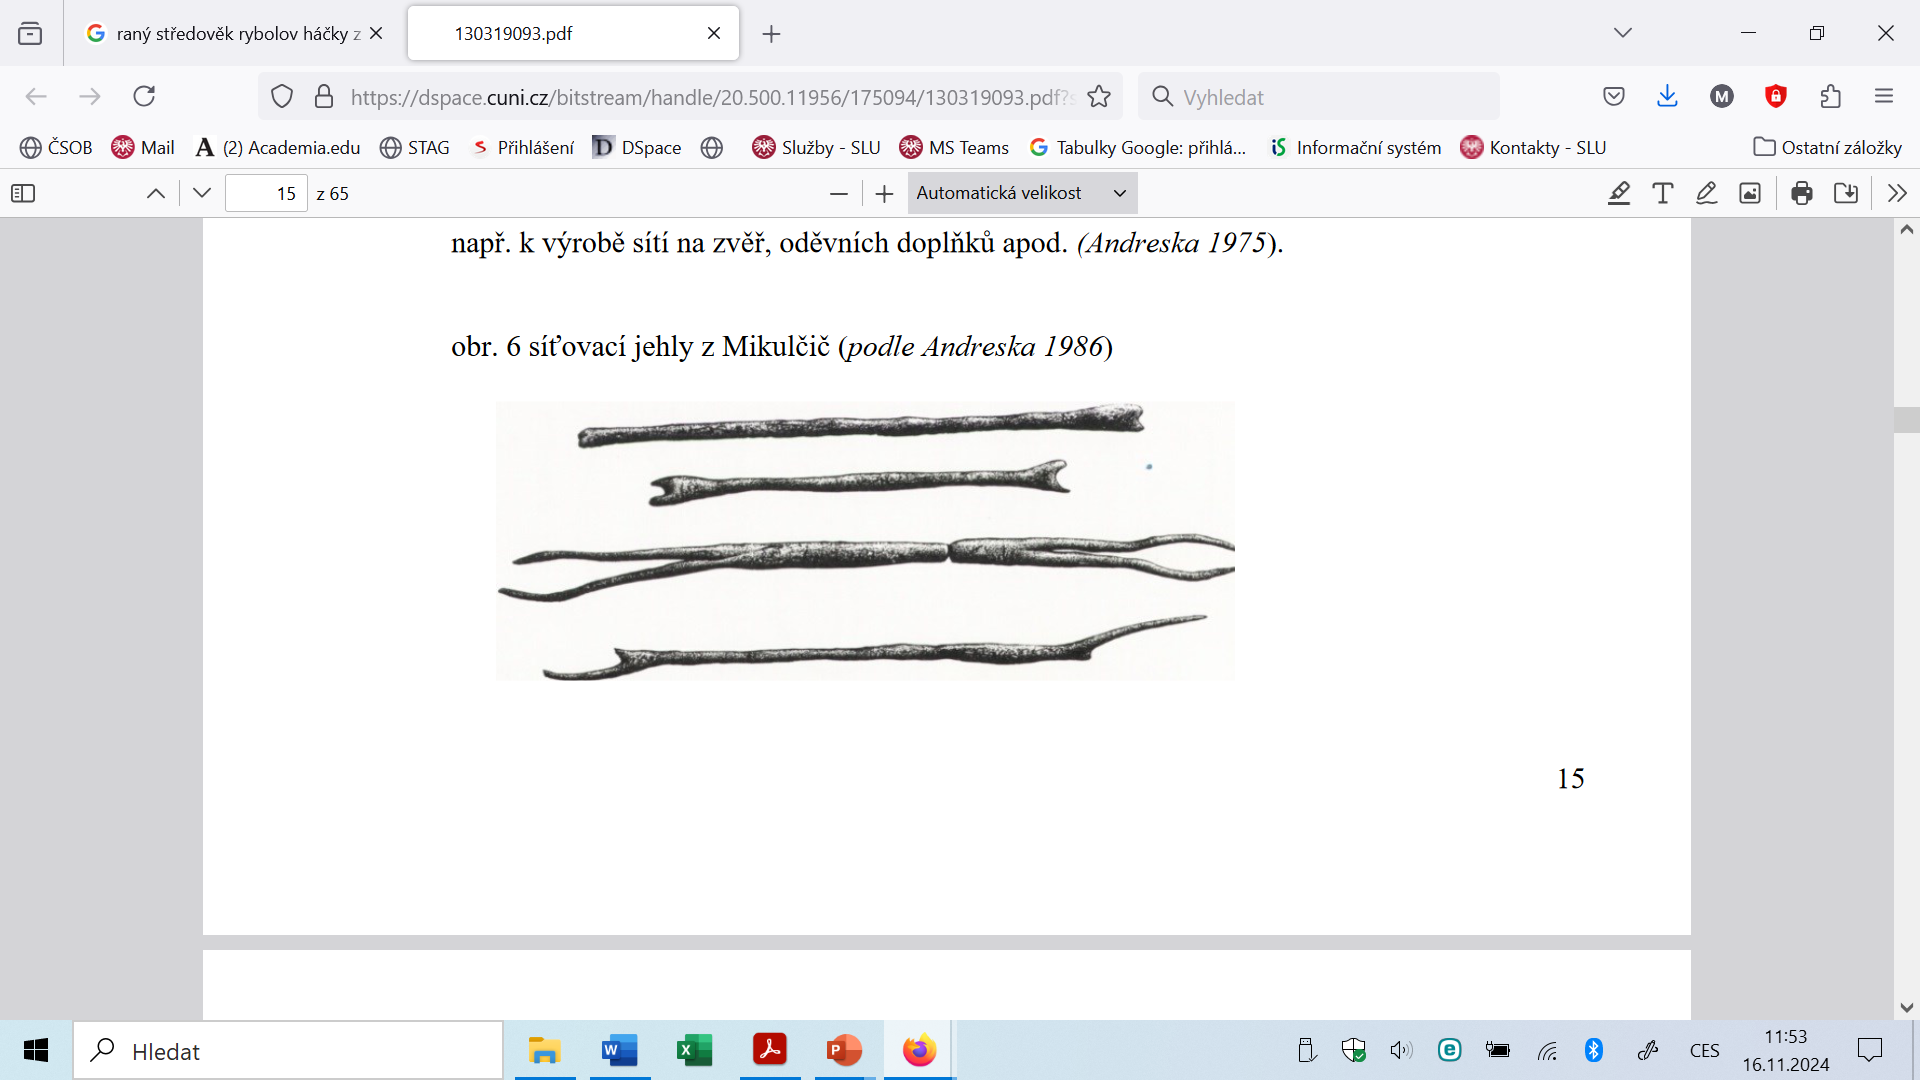 raný středověk rybolov háčky z
130319093.pdf
https://dspace.cuni.cz/bitstream/handle/20.500.11956/175094/130319093.pdf?
Vyhledat
M
ČSOB
Mail
(2) Academia.edu
STAG
Přihlášení
DSpace
Služby - SLU
MS Teams
Tabulky Google: přihlá...
Informační systém
Kontakty - SLU
Ostatní záložky
15 z 65
Automatická velikost
např. k výrobě sítí na zvěř, oděvních doplňků apod. (Andreska 1975).
obr. 6 síťovací jehly z Mikulčič (podle Andreska 1986)
15
Hledat
CES
11:53
16.11.2024